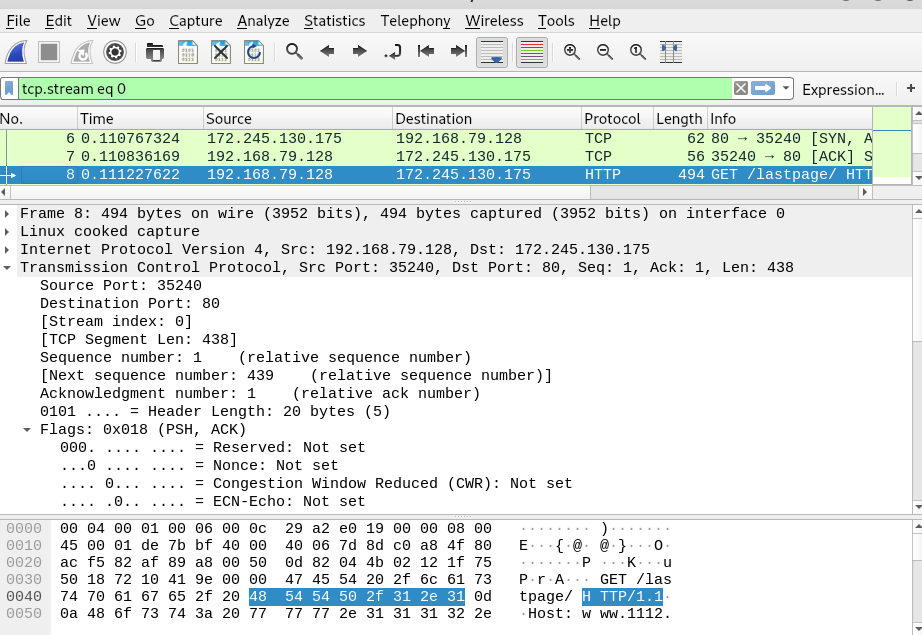 File Edit View Go Capture Analyze Statistics Telephony Wireless Tools Help
tcp.stream eq 0 Expression... +
No. Time Source Destination Protocol Length Info
6 0.110767324 172.245.130.175 192.168.79.128 TCP 62 80 → 35240 [SYN, A
7 0.110836169 192.168.79.128 172.245.130.175 TCP 56 35240 → 80 [ACK] S
8 0.111227622 192.168.79.128 172.245.130.175 HTTP 494 GET /lastpage/ HTT
Frame 8: 494 bytes on wire (3952 bits), 494 bytes captured (3952 bits) on interface 0
Linux cooked capture
Internet Protocol Version 4, Src: 192.168.79.128, Dst: 172.245.130.175
Transmission Control Protocol, Src Port: 35240, Dst Port: 80, Seq: 1, Ack: 1, Len: 438
Source Port: 35240
Destination Port: 80
[Stream index: 0]
[TCP Segment Len: 438]
Sequence number: 1    (relative sequence number)
[Next sequence number: 439    (relative sequence number)]
Acknowledgment number: 1    (relative ack number)
0101 .... = Header Length: 20 bytes (5)
Flags: 0x018 (PSH, ACK)
000. .... .... = Reserved: Not set
...0 .... .... = Nonce: Not set
.... 0... .... = Congestion Window Reduced (CWR): Not set
.... .0.. .... = ECN-Echo: Not set
0000 00 04 00 01 00 06 00 0c 29 a2 e0 19 00 00 08 00 ········ )·······
0010 45 00 01 de 7b bf 40 00 40 06 7d 8d c0 a8 4f 80 E···{·@· @·}···O·
0020 ac f5 82 af 89 a8 00 50 0d 82 04 4b 02 12 1f 75 ·······P ···K···u
0030 50 18 72 10 41 9e 00 00 47 45 54 20 2f 6c 61 73 P·r·A··· GET /las
0040 74 70 61 67 65 2f 20 48 54 54 50 2f 31 2e 31 0d tpage/ H TTP/1.1·
0050 0a 48 6f 73 74 3a 20 77 77 77 2e 31 31 31 32 2e ·Host: w ww.1112.